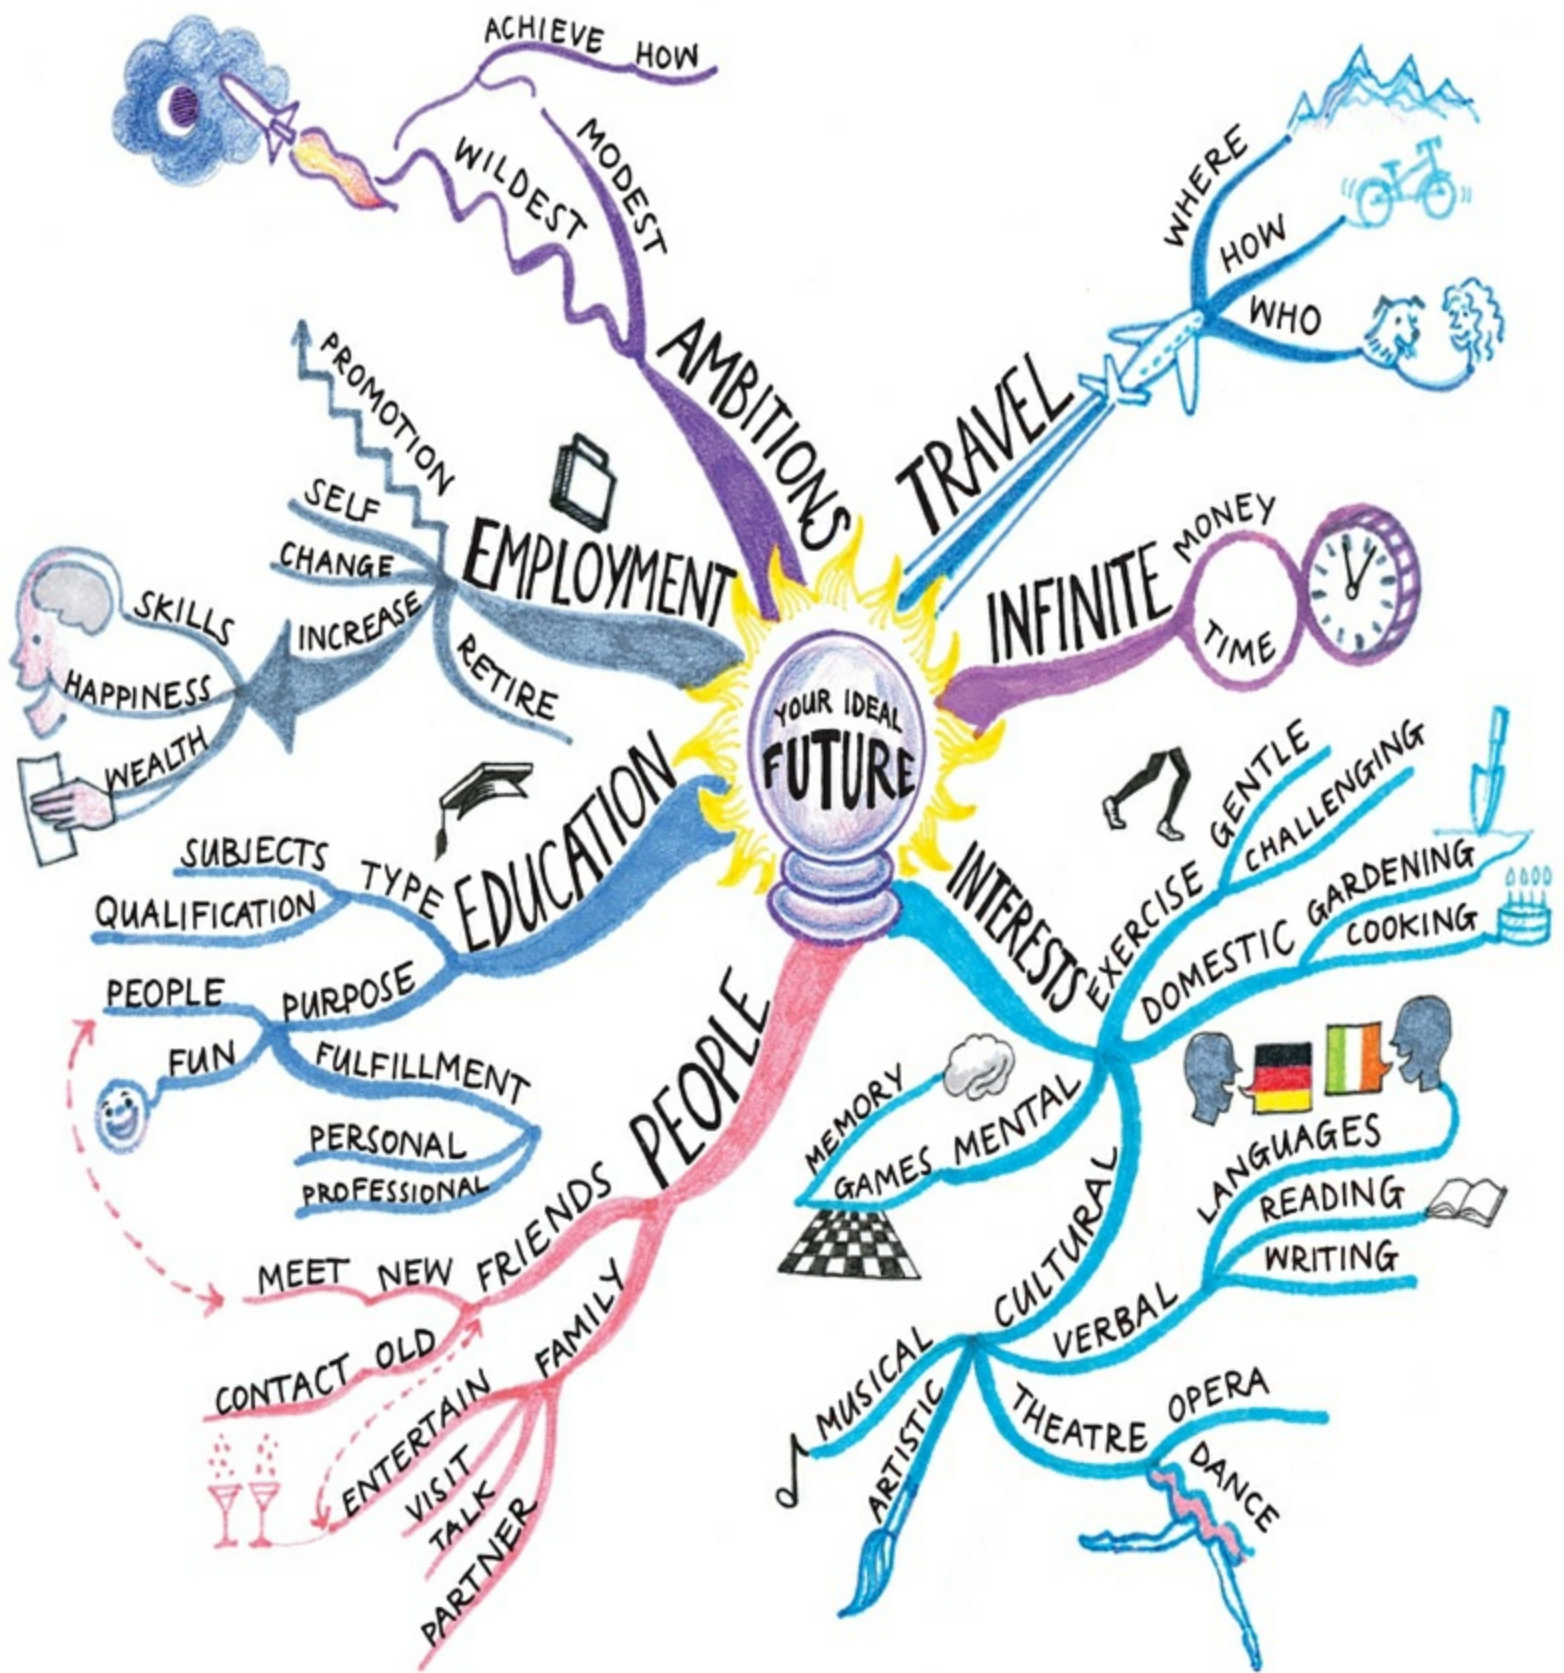 YOUR IDEAL
FUTURE
TRAVEL
WHERE
HOW
WHO
INFINITE
MONEY
TIME
INTERESTS
EXERCISE
GENTLE
CHALLENGING
DOMESTIC
GARDENING
COOKING
MENTAL
GAMES
MEMORY
CULTURAL
VERBAL
LANGUAGES
READING
WRITING
THEATRE
OPERA
DANCE
ARTISTIC
MUSICAL
PEOPLE
FAMILY
PARTNER
TALK
VISIT
ENTERTAIN
FRIENDS
CONTACT OLD
MEET NEW
EDUCATION
TYPE
SUBJECTS
QUALIFICATION
PURPOSE
PEOPLE
FUN
FULFILLMENT
PERSONAL
PROFESSIONAL
EMPLOYMENT
PROMOTION
SELF
CHANGE
INCREASE
SKILLS
HAPPINESS
WEALTH
RETIRE
AMBITIONS
WILDEST
MODEST
ACHIEVE HOW